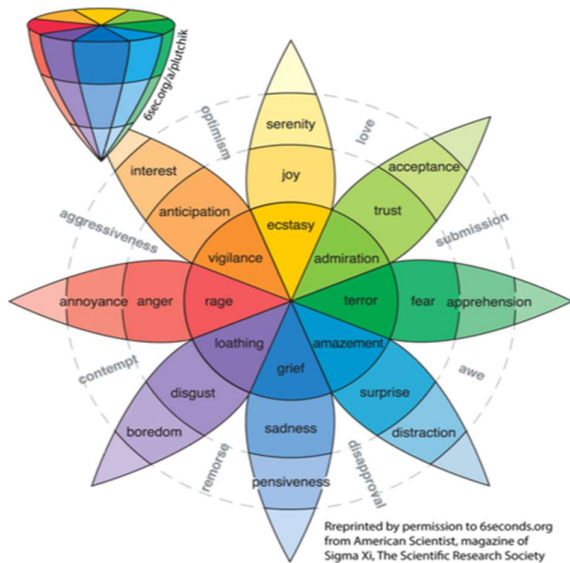 6sec.org/a/plutchik
optimism
love
serenity
interest
acceptance
joy
anticipation
trust
aggressiveness
submission
ecstasy
vigilance
admiration
annoyance
anger
rage
terror
fear
apprehension
loathing
amazement
grief
contempt
awe
disgust
surprise
boredom
sadness
distraction
remorse
disapproval
pensiveness
Rreprinted by permission to 6seconds.org
from American Scientist, magazine of
Sigma Xi, The Scientific Research Society